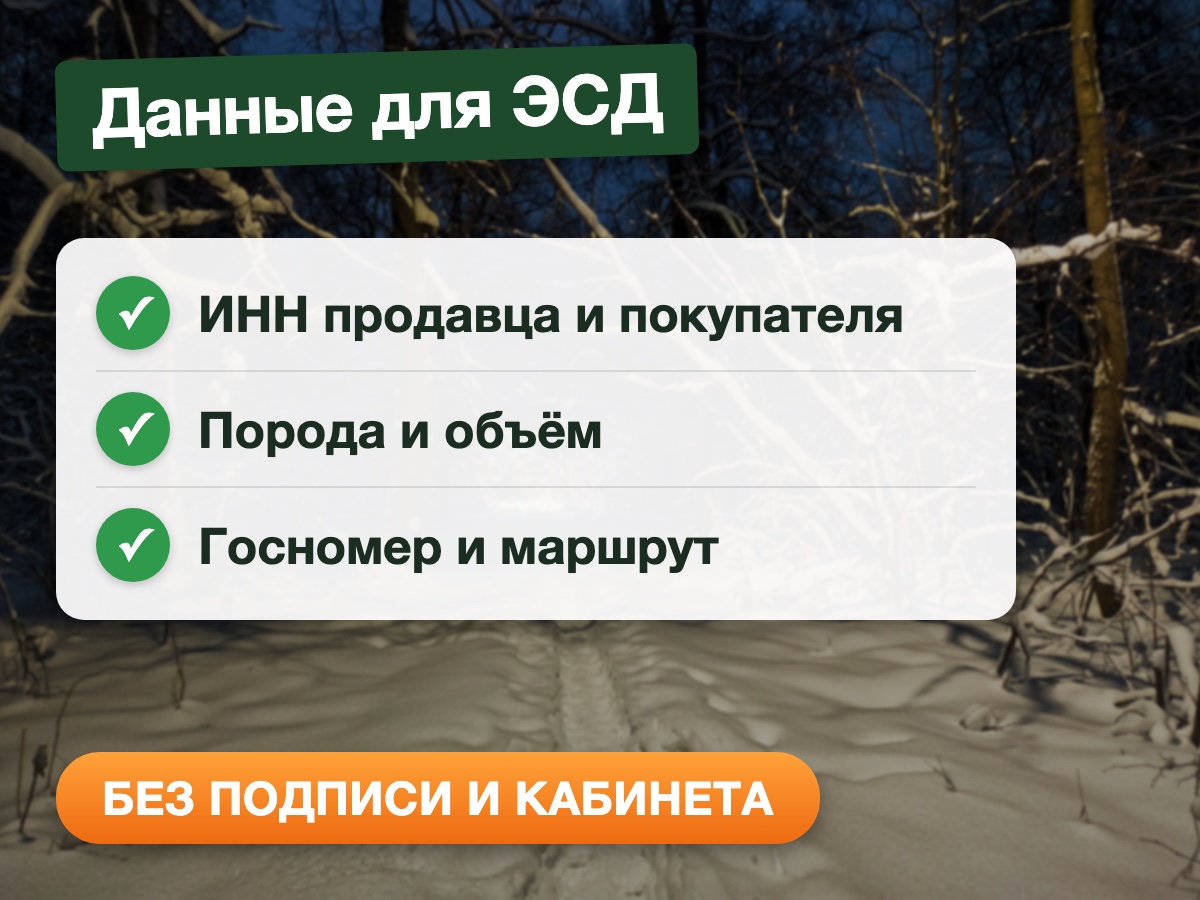 Данные для ЭСД
ИНН продавца и покупателя
Порода и объём
Госномер и маршрут
БЕЗ ПОДПИСИ И КАБИНЕТА